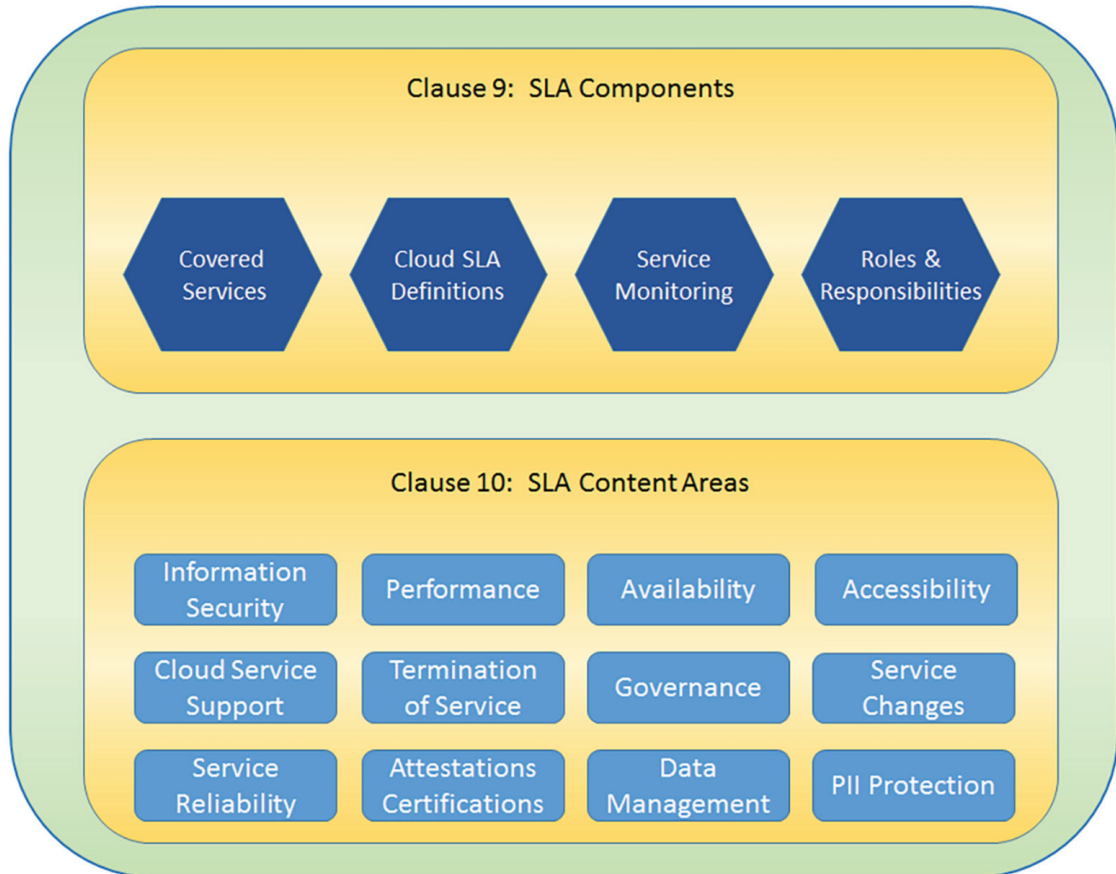 Clause 9: SLA Components
Covered
Services
Cloud SLA
Definitions
Service
Monitoring
Roles &
Responsibilities
Clause 10: SLA Content Areas
Information
Security
Performance
Availability
Accessibility
Cloud Service
Support
Termination
of Service
Governance
Service
Changes
Service
Reliability
Attestations
Certifications
Data
Management
PII Protection